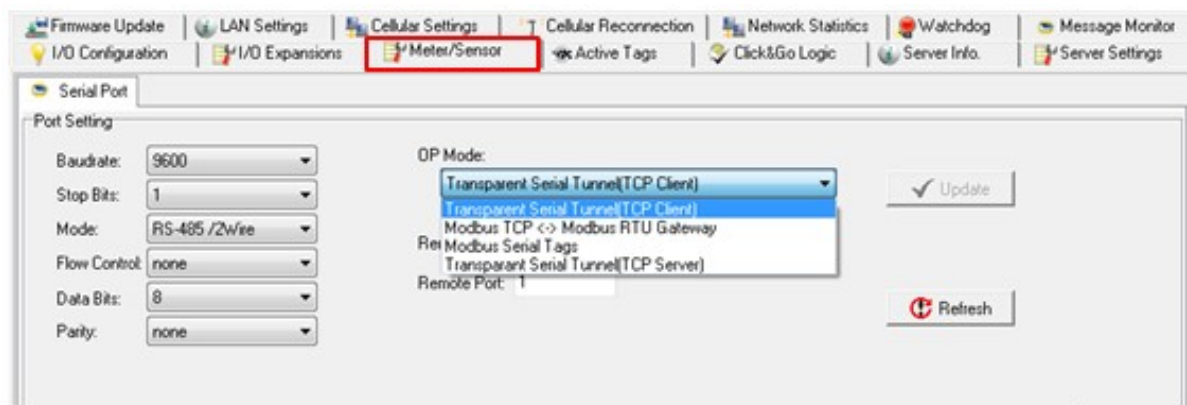 Firmware Update LAN Settings Cellular Settings Cellular Reconnection Network Statistics Watchdog Message Monitor
I/O Configuration I/O Expansions Meter/Sensor Active Tags Click&Go Logic Server Info. Server Settings
Serial Port
Port Setting
Baudrate: 9600
Stop Bits: 1
Mode: RS-485 /2Wire
Flow Control: none
Data Bits: 8
Parity: none
OP Mode:
Transparent Serial Tunnel(TCP Client)
Transparent Serial Tunnel(TCP Client)
Modbus TCP <-> Modbus RTU Gateway
Modbus Serial Tags
Transparant Serial Tunnel(TCP Server)
Remote Port: 1
Update
Refresh